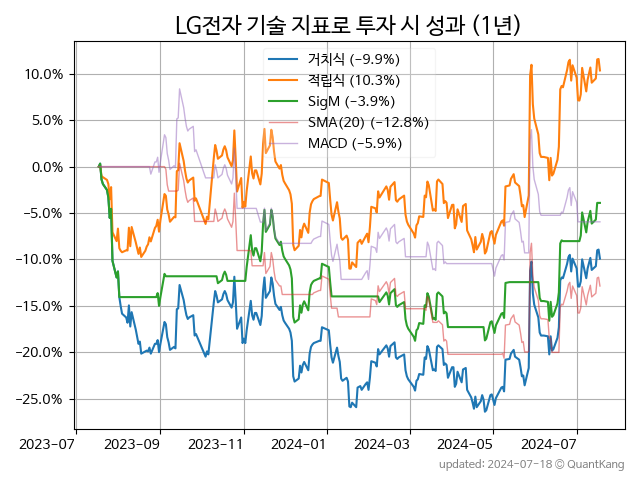 LG전자 기술 지표로 투자 시 성과 (1년)
거치식 (−9.9%)
적립식 (10.3%)
SigM (−3.9%)
SMA(20) (−12.8%)
MACD (−5.9%)
10.0%
5.0%
0.0%
−5.0%
−10.0%
−15.0%
−20.0%
−25.0%
2023-07 2023-09 2023-11 2024-01 2024-03 2024-05 2024-07
updated: 2024-07-18 ⓒ QuantKang